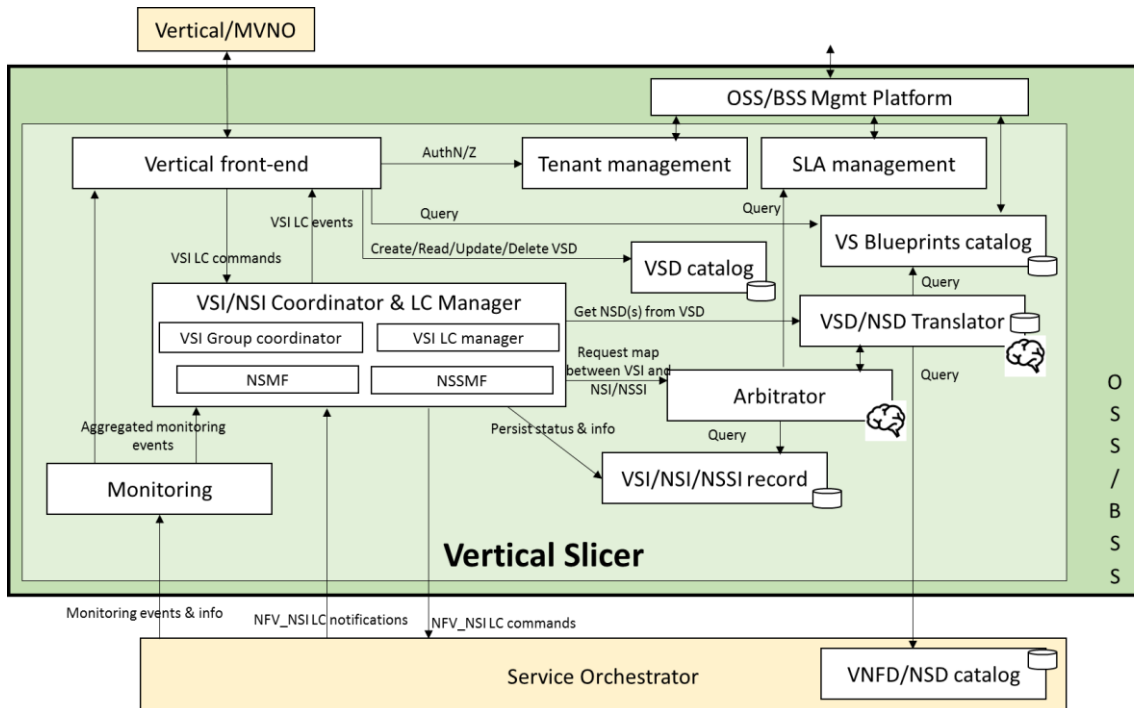 Vertical/MVNO
OSS/BSS Mgmt Platform
Vertical front-end
AuthN/Z
Tenant management
SLA management
VSI LC events
Query
Query
VS Blueprints catalog
VSI LC commands
Create/Read/Update/Delete VSD
VSD catalog
Query
VSI/NSI Coordinator & LC Manager
VSI Group coordinator
VSI LC manager
NSMF
NSSMF
Get NSD(s) from VSD
VSD/NSD Translator
Request map
between VSI and
NSI/NSSI
Query
Arbitrator
Aggregated monitoring
events
Persist status & info
Query
Monitoring
VSI/NSI/NSSI record
Vertical Slicer
O
S
S
/
B
S
S
Monitoring events & info
NFV_NSI LC notifications
NFV_NSI LC commands
Service Orchestrator
VNFD/NSD catalog